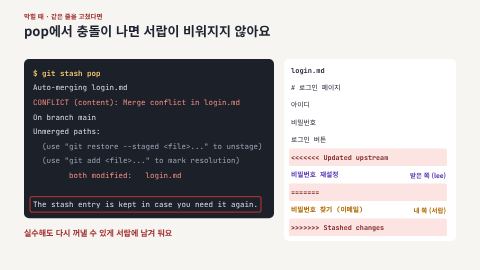 막힐 때 · 같은 줄을 고쳤다면
pop에서 충돌이 나면 서랍이 비워지지 않아요
$ git stash pop
Auto-merging login.md
CONFLICT (content): Merge conflict in login.md
On branch main
Unmerged paths:
(use "git restore --staged <file>..." to unstage)
(use "git add <file>..." to mark resolution)
both modified: login.md
The stash entry is kept in case you need it again.
실수해도 다시 꺼낼 수 있게 서랍에 남겨 둬요
login.md
# 로그인 페이지
아이디
비밀번호
로그인 버튼
<<<<<<< Updated upstream
비밀번호 재설정 받은 쪽 (lee)
=======
비밀번호 찾기 (이메일) 내 쪽 (서랍)
>>>>>>> Stashed changes